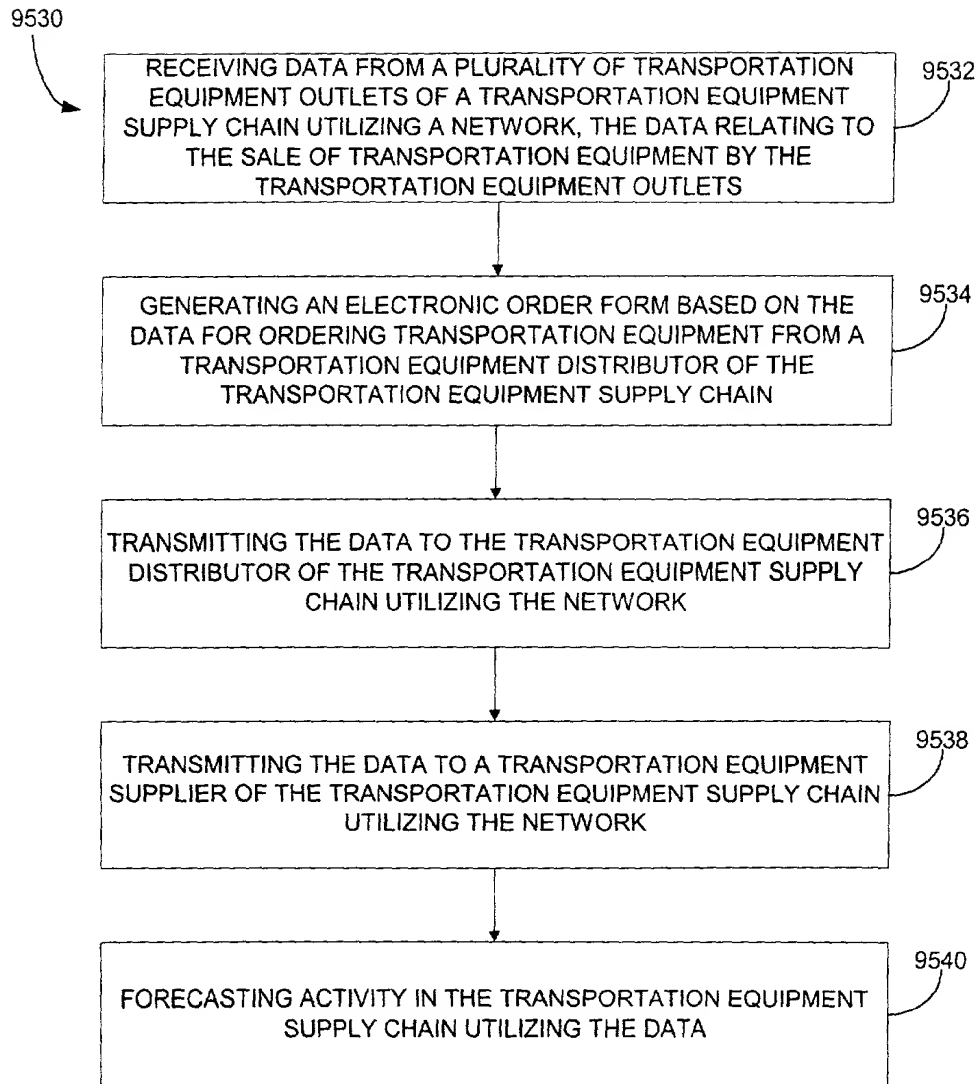 9530
RECEIVING DATA FROM A PLURALITY OF TRANSPORTATION
EQUIPMENT OUTLETS OF A TRANSPORTATION EQUIPMENT
SUPPLY CHAIN UTILIZING A NETWORK, THE DATA RELATING TO
THE SALE OF TRANSPORTATION EQUIPMENT BY THE
TRANSPORTATION EQUIPMENT OUTLETS
9532
GENERATING AN ELECTRONIC ORDER FORM BASED ON THE
DATA FOR ORDERING TRANSPORTATION EQUIPMENT FROM A
TRANSPORTATION EQUIPMENT DISTRIBUTOR OF THE
TRANSPORTATION EQUIPMENT SUPPLY CHAIN
9534
TRANSMITTING THE DATA TO THE TRANSPORTATION EQUIPMENT
DISTRIBUTOR OF THE TRANSPORTATION EQUIPMENT SUPPLY
CHAIN UTILIZING THE NETWORK
9536
TRANSMITTING THE DATA TO A TRANSPORTATION EQUIPMENT
SUPPLIER OF THE TRANSPORTATION EQUIPMENT SUPPLY CHAIN
UTILIZING THE NETWORK
9538
FORECASTING ACTIVITY IN THE TRANSPORTATION EQUIPMENT
SUPPLY CHAIN UTILIZING THE DATA
9540